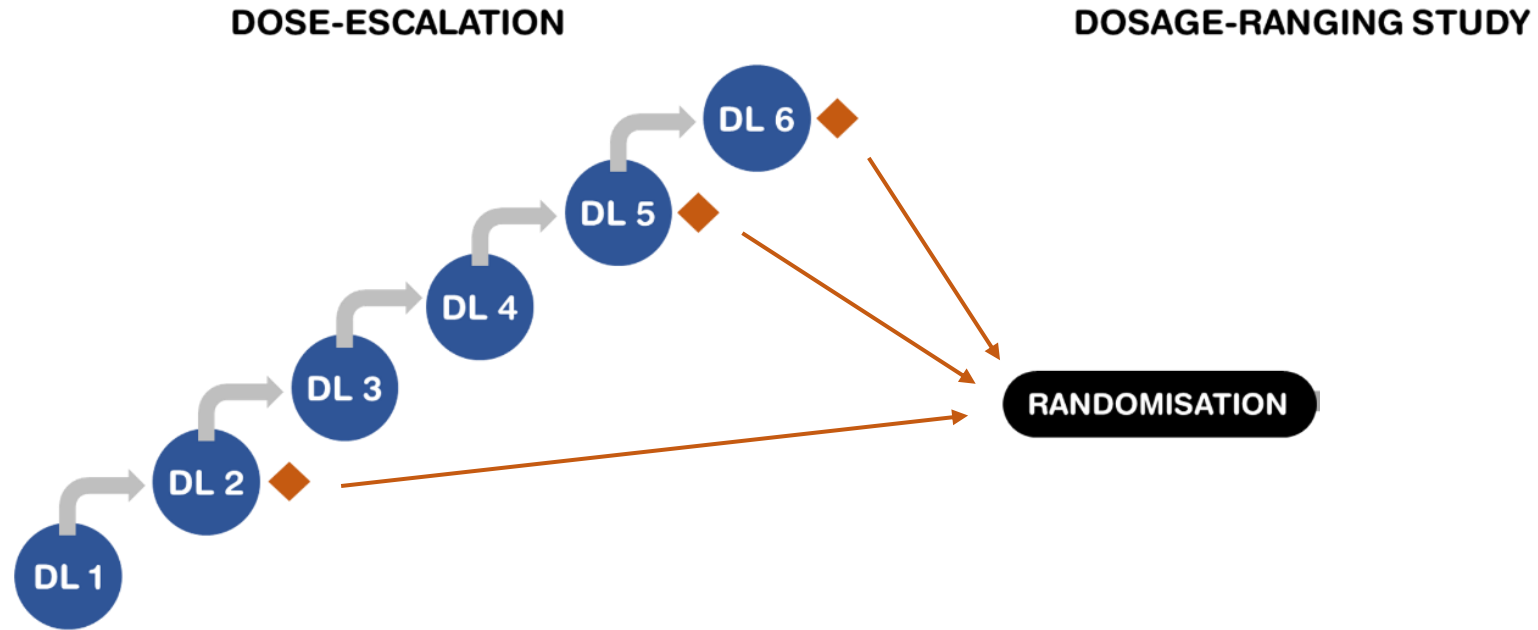 DOSE-ESCALATION
DOSAGE-RANGING STUDY
DL 6
DL 5
DL 4
DL 3
RANDOMISATION
DL 2
DL 1